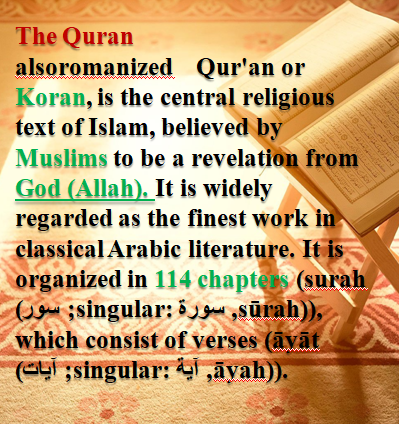 The Quran
alsoromanized Qur'an or
Koran, is the central religious
text of Islam, believed by
Muslims to be a revelation from
God (Allah). It is widely
regarded as the finest work in
classical Arabic literature. It is
organized in 114 chapters (surah
(سور ;singular: سورة ,sūrah)),
which consist of verses (āyāt
(آيات ;singular: آية ,āyah)).